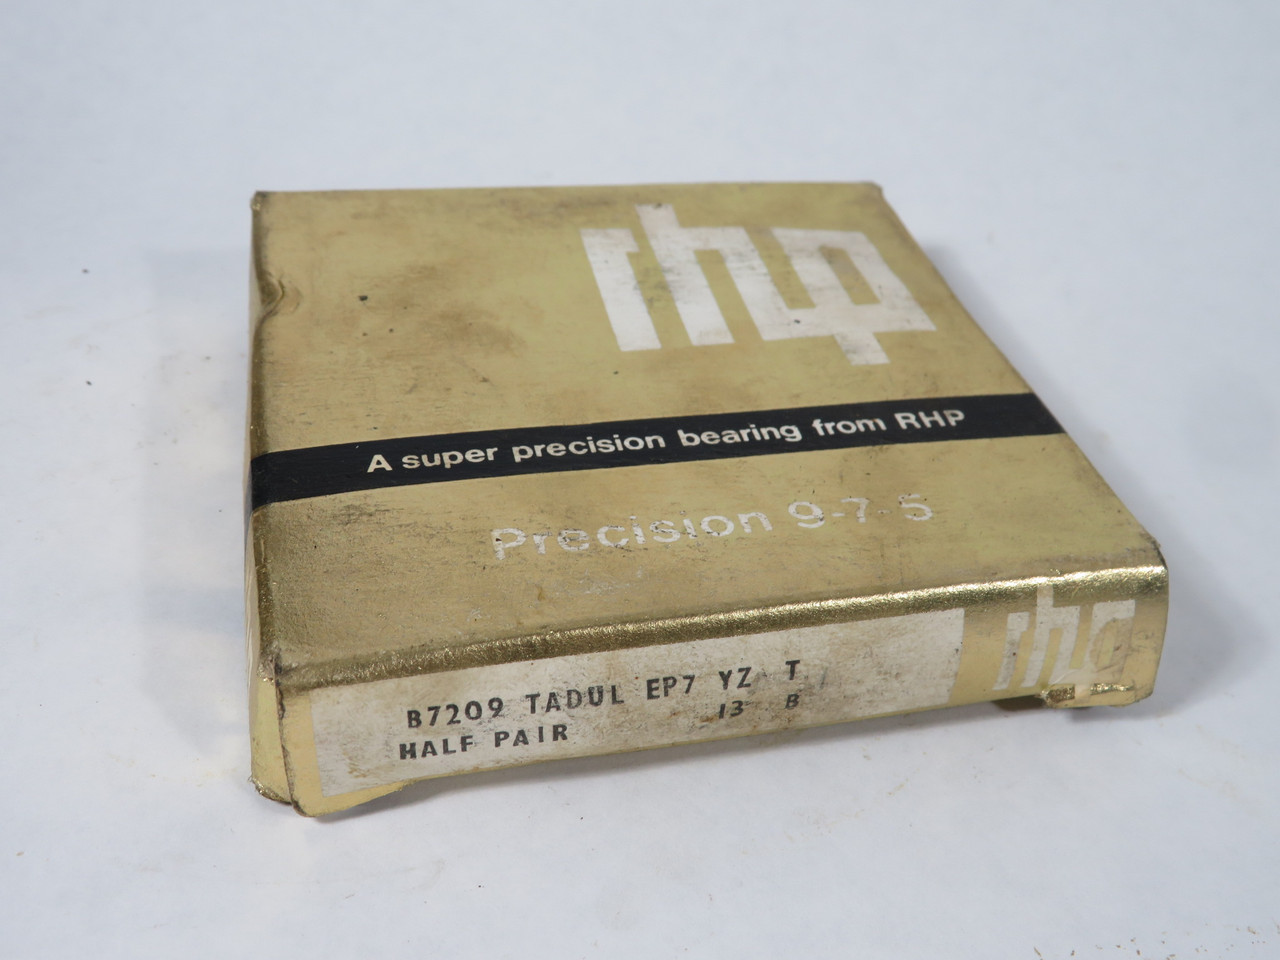 rhp
A super precision bearing from RHP
Precision 9-7-5
rhp
B7209 TADUL EP7 YZ T
HALF PAIR 13 B